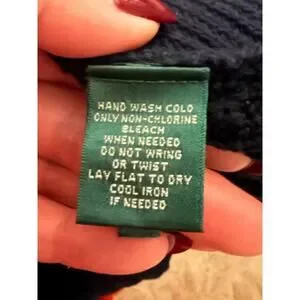 HAND WASH COLD
ONLY NON-CHLORINE
BLEACH
WHEN NEEDED
DO NOT WRING
OR TWIST
LAY FLAT TO DRY
COOL IRON
IF NEEDED